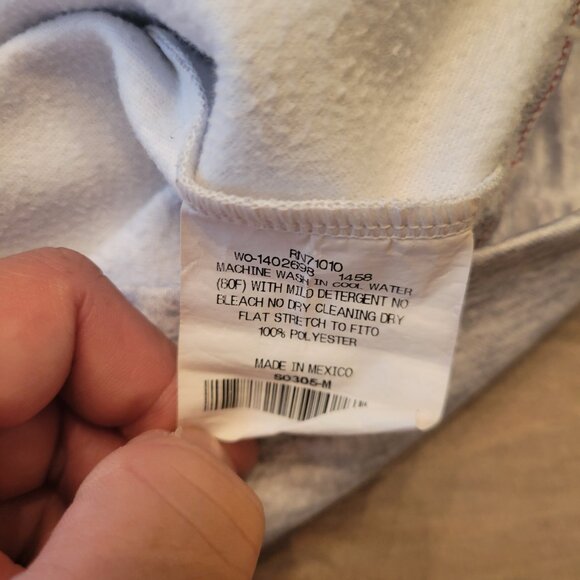 RN71010
WO-1402698 1458
MACHINE WASH IN COOL WATER
(80F) WITH MILD DETERGENT NO
BLEACH NO DRY CLEANING DRY
FLAT STRETCH TO FITO
100% POLYESTER
MADE IN MEXICO
S0305-M